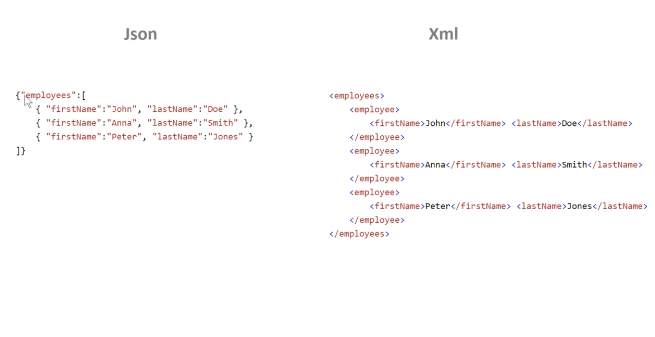 Json
{"employees":[
{ "firstName":"John", "lastName":"Doe" },
{ "firstName":"Anna", "lastName":"Smith" },
{ "firstName":"Peter", "lastName":"Jones" }
]}
Xml
<employees>
<employee>
<firstName>John</firstName> <lastName>Doe</lastName>
</employee>
<employee>
<firstName>Anna</firstName> <lastName>Smith</lastName>
</employee>
<employee>
<firstName>Peter</firstName> <lastName>Jones</lastName>
</employee>
</employees>